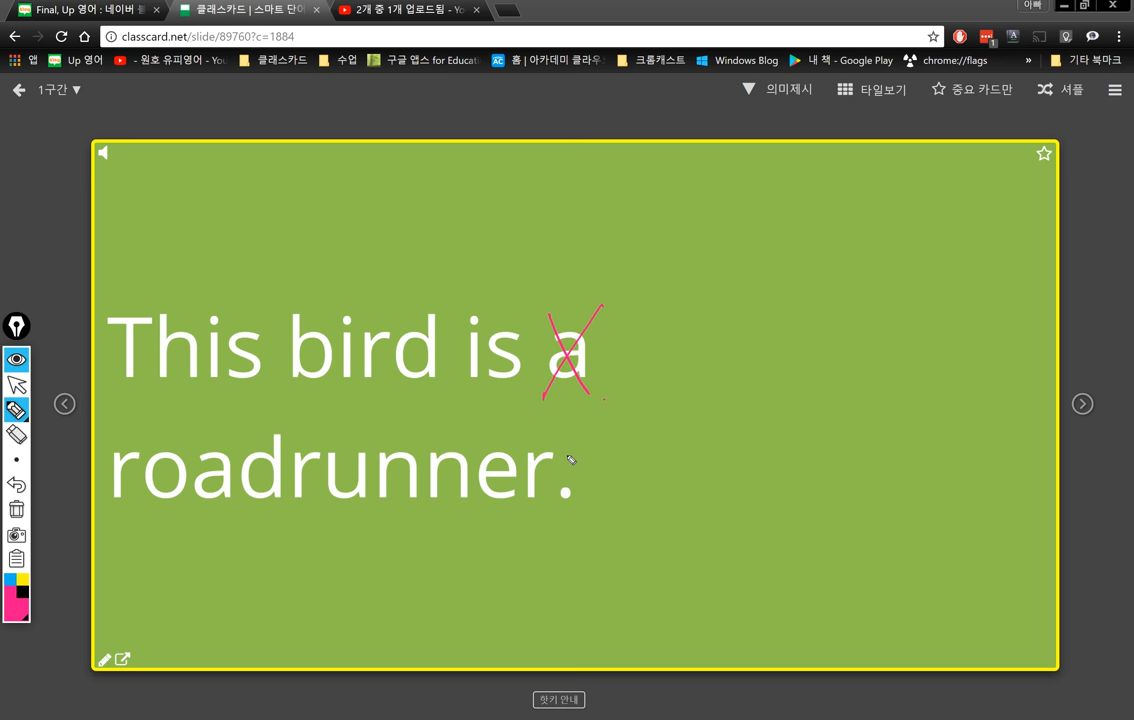 Final, Up 영어 : 네이버 블
클래스카드 | 스마트 단어
2개 중 1개 업로드됨 - Yo
아빠
classcard.net/slide/89760?c=1884
앱
Up 영어
- 원호 유피영어 - You
클래스카드
수업
구글 앱스 for Educati
홈 | 아카데미 클라우
크롬캐스트
Windows Blog
내 책 - Google Play
chrome://flags
»
기타 북마크
1구간 ▼
▼ 의미제시
타일보기
중요 카드만
셔플
This bird is a
roadrunner.
핫키 안내